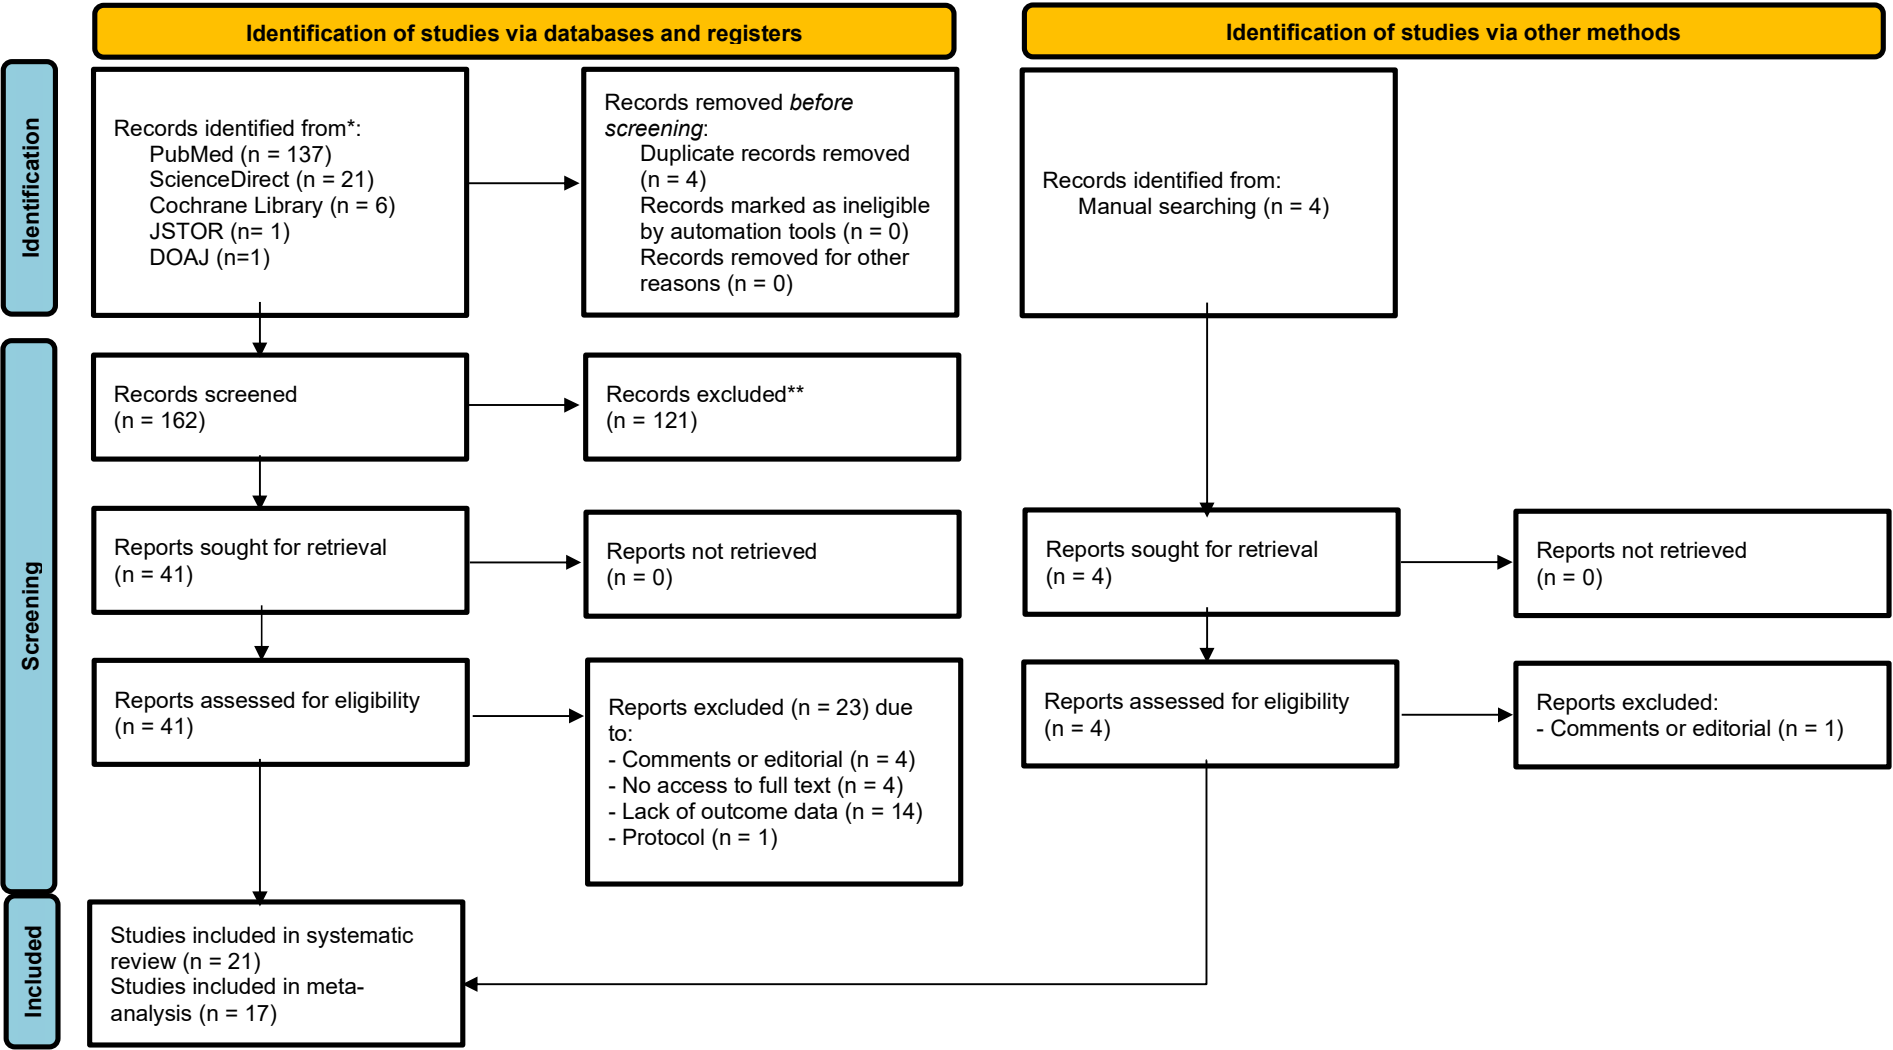 Identification of studies via databases and registers
Identification of studies via other methods
Identification
Records identified from*:
PubMed (n = 137)
ScienceDirect (n = 21)
Cochrane Library (n = 6)
JSTOR (n= 1)
DOAJ (n=1)
Records removed before
screening:
Duplicate records removed
(n = 4)
Records marked as ineligible
by automation tools (n = 0)
Records removed for other
reasons (n = 0)
Records identified from:
Manual searching (n = 4)
Screening
Records screened
(n = 162)
Records excluded**
(n = 121)
Reports sought for retrieval
(n = 41)
Reports not retrieved
(n = 0)
Reports sought for retrieval
(n = 4)
Reports not retrieved
(n = 0)
Reports assessed for eligibility
(n = 41)
Reports excluded (n = 23) due
to:
- Comments or editorial (n = 4)
- No access to full text (n = 4)
- Lack of outcome data (n = 14)
- Protocol (n = 1)
Reports assessed for eligibility
(n = 4)
Reports excluded:
- Comments or editorial (n = 1)
Included
Studies included in systematic
review (n = 21)
Studies included in meta-
analysis (n = 17)